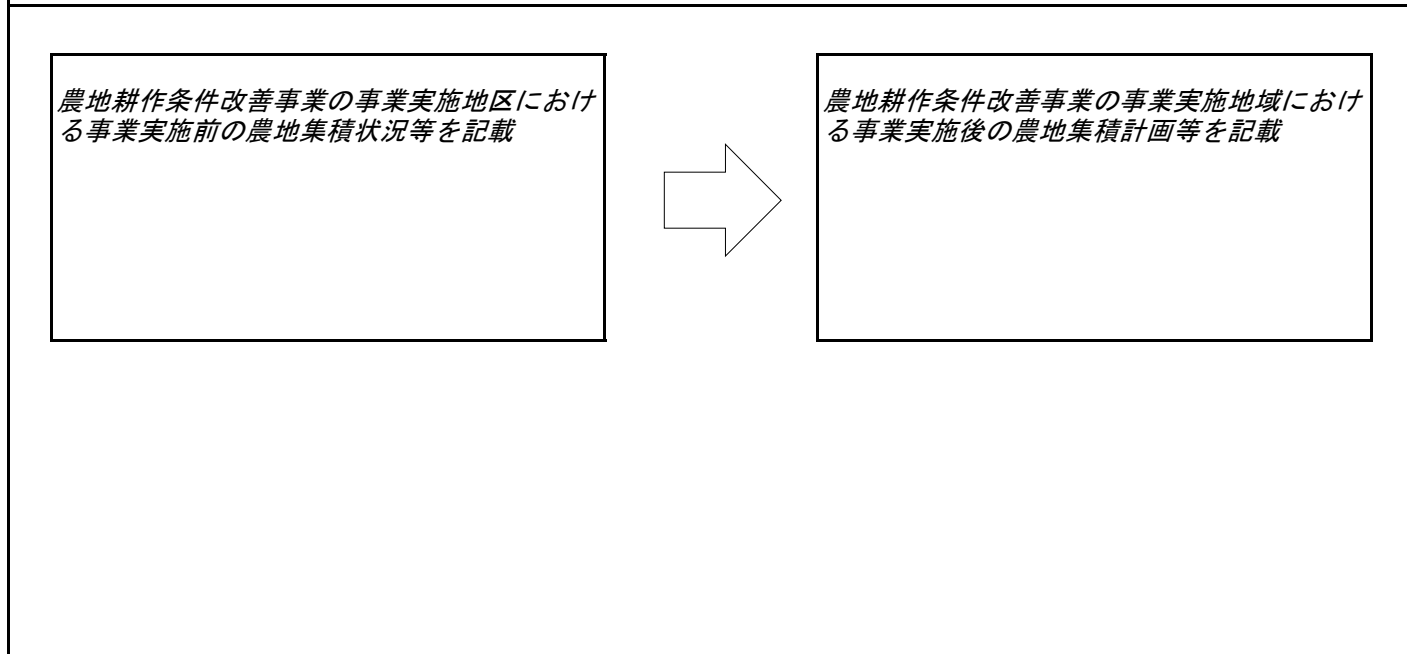 農地耕作条件改善事業の事業実施地区におけ
る事業実施前の農地集積状況等を記載
農地耕作条件改善事業の事業実施地域におけ
る事業実施後の農地集積計画等を記載